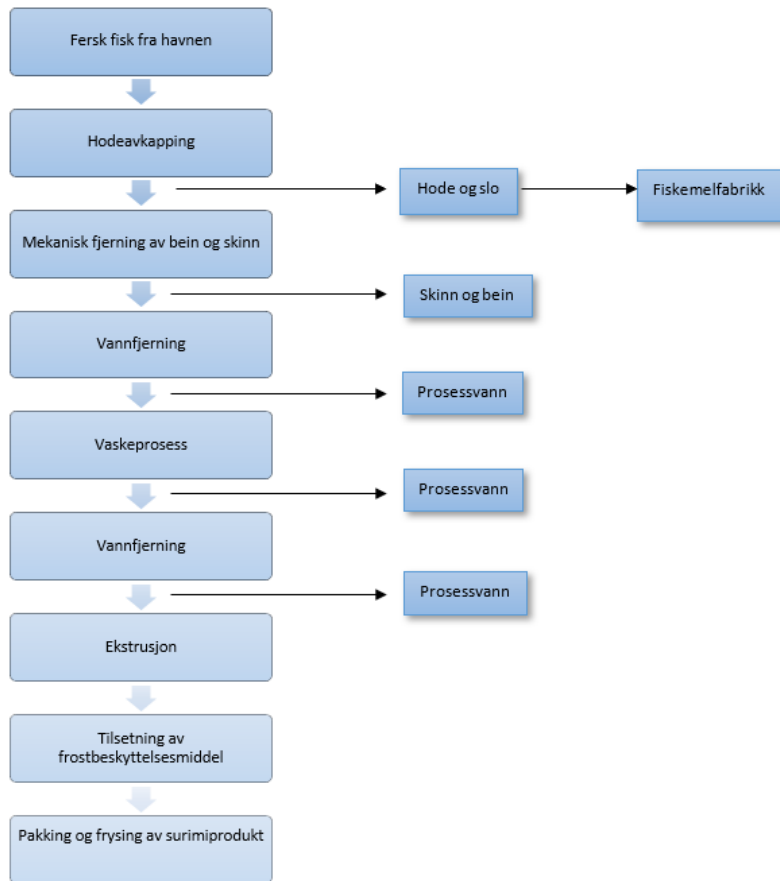 Fersk fisk fra havnen
Hodeavkapping
Hode og slo
Fiskemelfabrikk
Mekanisk fjerning av bein og skinn
Skinn og bein
Vannfjerning
Prosessvann
Vaskeprosess
Prosessvann
Vannfjerning
Prosessvann
Ekstrusjon
Tilsetning av
frostbeskyttelsesmiddel
Pakking og frysing av surimiprodukt